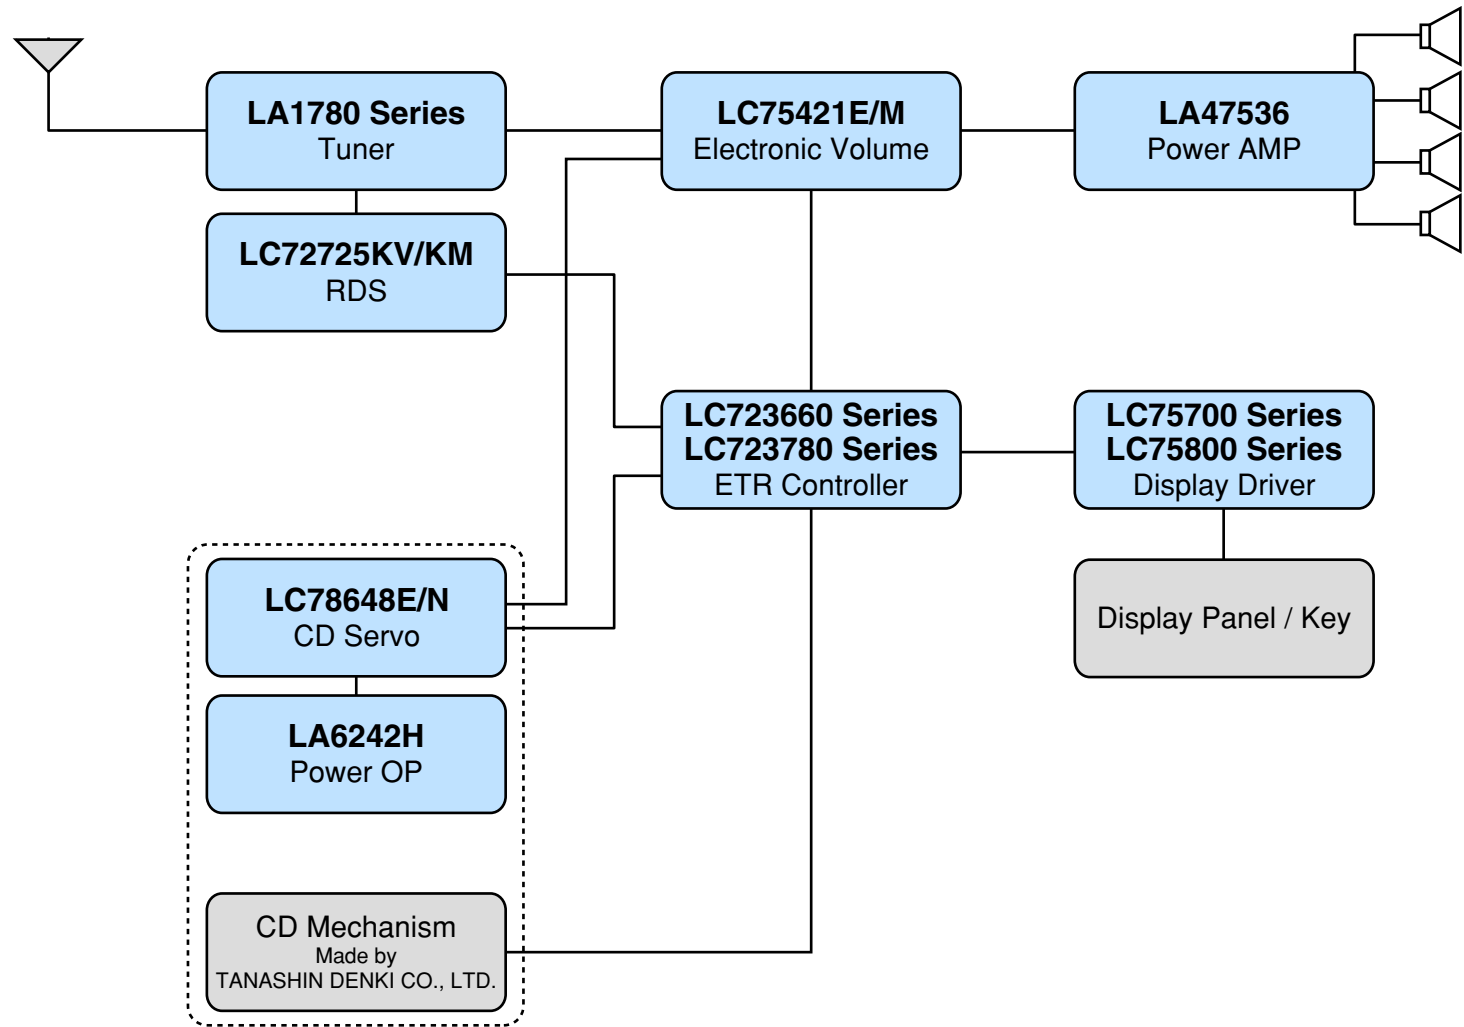 LA1780 Series
Tuner
LC75421E/M
Electronic Volume
LA47536
Power AMP
LC72725KV/KM
RDS
LC723660 Series
LC723780 Series
ETR Controller
LC75700 Series
LC75800 Series
Display Driver
LC78648E/N
CD Servo
Display Panel / Key
LA6242H
Power OP
CD Mechanism
Made by
TANASHIN DENKI CO., LTD.